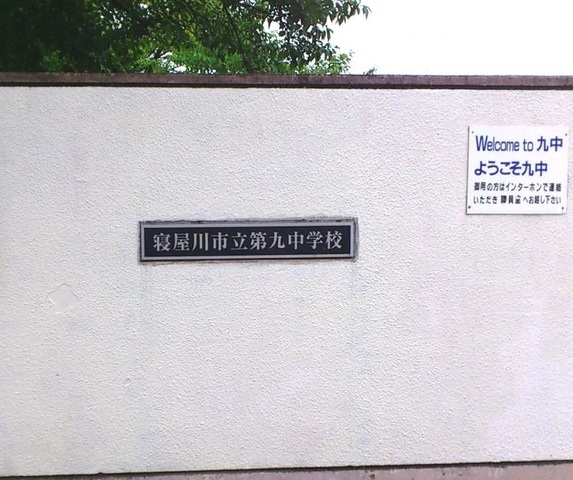 寝屋川市立第九中学校
Welcome to 九中
ようこそ九中
御用の方はインターホンで連絡
いただき 職員室 へお越し下さい